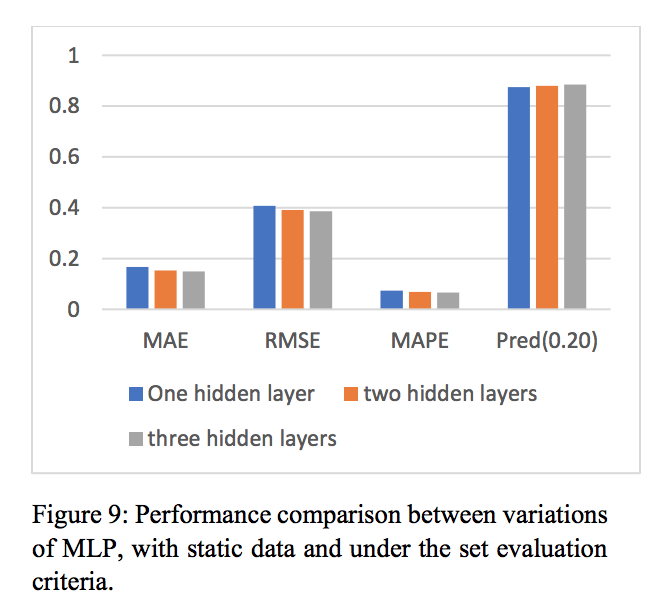 1
0.8
0.6
0.4
0.2
0
MAE RMSE MAPE Pred(0.20)
One hidden layer two hidden layers
three hidden layers
Figure 9: Performance comparison between variations
of MLP, with static data and under the set evaluation
criteria.